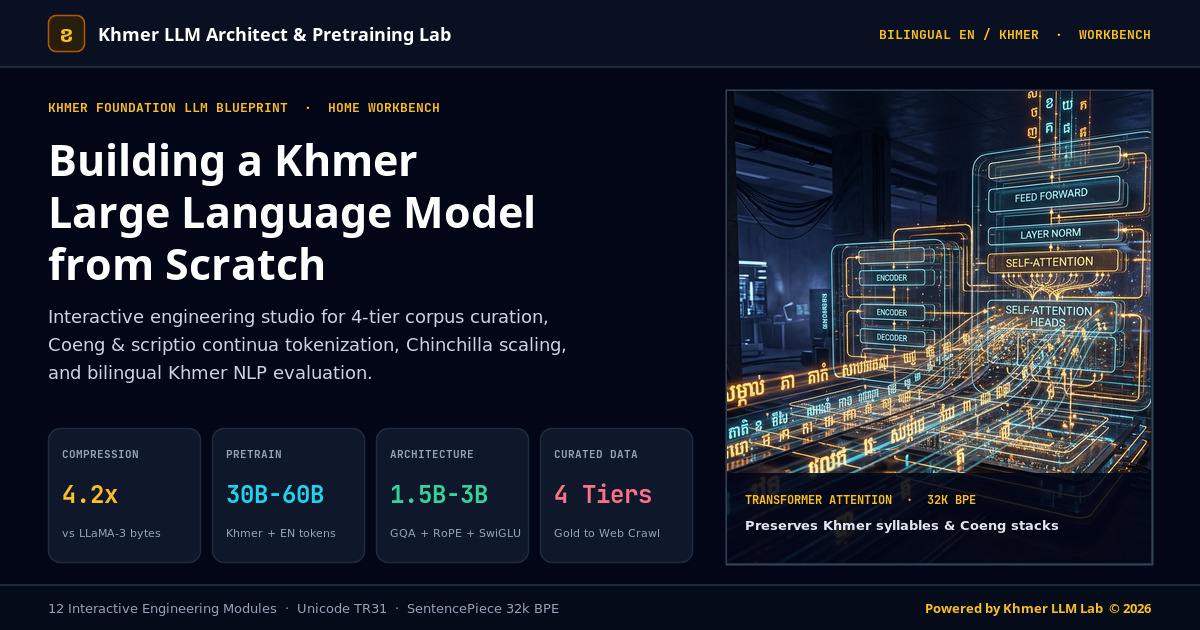 Khmer LLM Architect & Pretraining Lab
BILINGUAL EN / KHMER · WORKBENCH
KHMER FOUNDATION LLM BLUEPRINT · HOME WORKBENCH
Building a Khmer
Large Language Model
from Scratch
Interactive engineering studio for 4-tier corpus curation,
Coeng & scriptio continua tokenization, Chinchilla scaling,
and bilingual Khmer NLP evaluation.
COMPRESSION
4.2x
vs LLaMA-3 bytes
PRETRAIN
30B-60B
Khmer + EN tokens
ARCHITECTURE
1.5B-3B
GQA + RoPE + SwiGLU
CURATED DATA
4 Tiers
Gold to Web Crawl
FEED FORWARD
LAYER NORM
SELF-ATTENTION
SELF-ATTENTION
HEADS
ENCODER
ENCODER
DECODER
TRANSFORMER ATTENTION · 32K BPE
Preserves Khmer syllables & Coeng stacks
12 Interactive Engineering Modules · Unicode TR31 · SentencePiece 32k BPE
Powered by Khmer LLM Lab © 2026